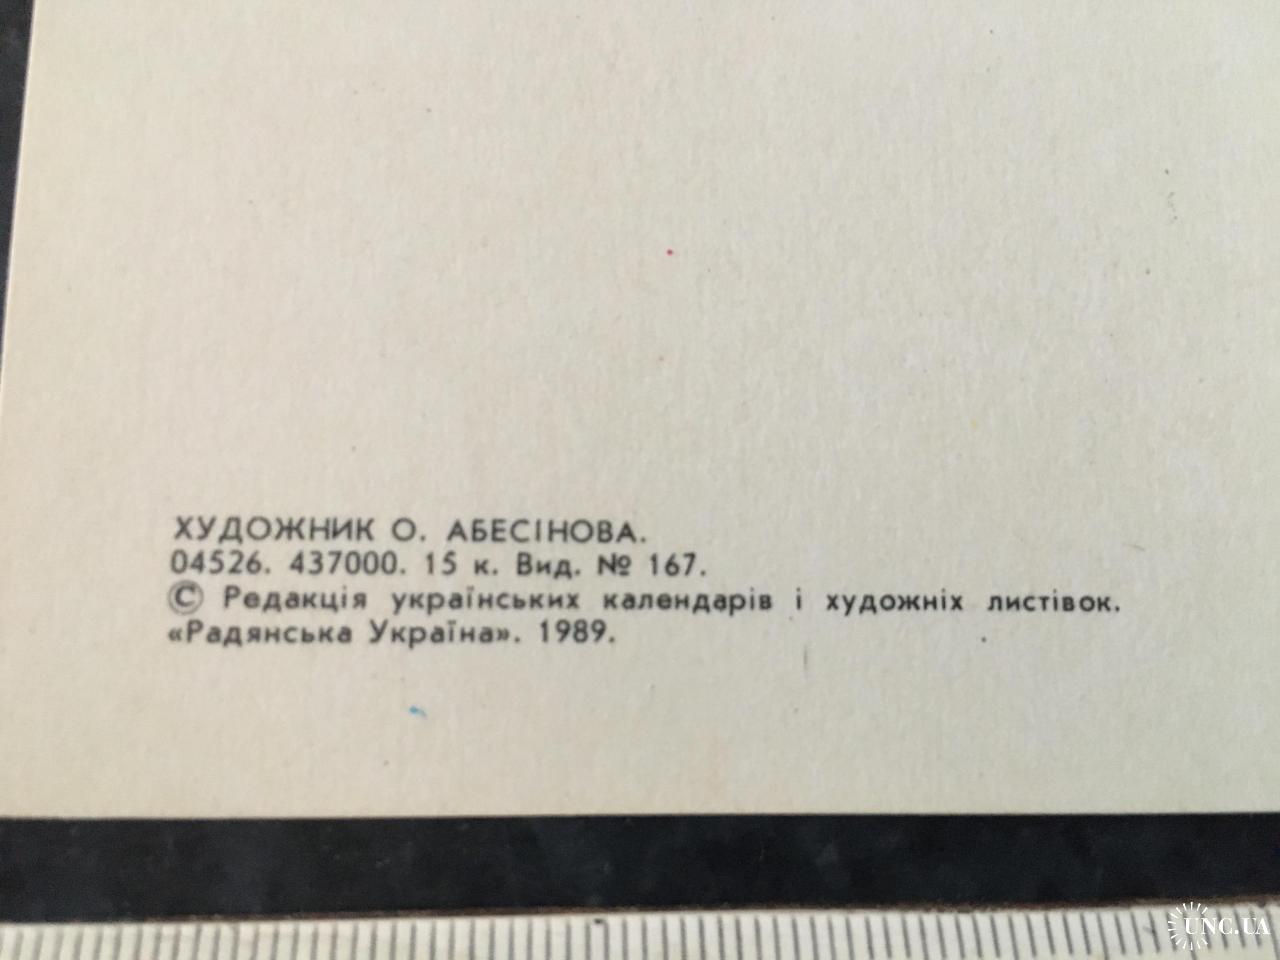 ХУДОЖНИК О. АБЕСІНОВА.
04526. 437000. 15 к. Вид. № 167.
© Редакція українських календарів і художніх листівок.
«Радянська Україна». 1989.
UNC.UA